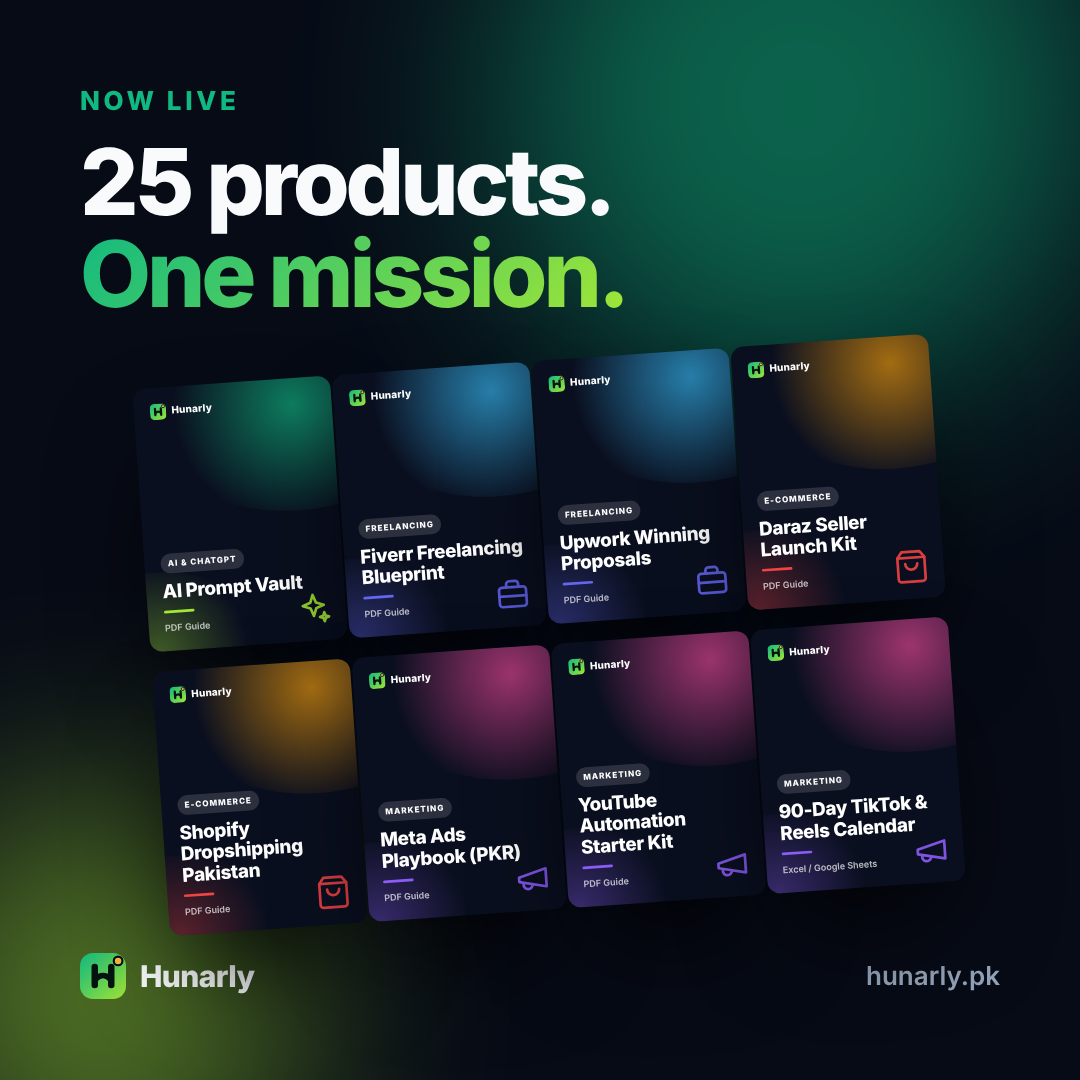 NOW LIVE
25 products.
One mission.
Hunarly
AI & CHATGPT
AI Prompt Vault
PDF Guide
Hunarly
FREELANCING
Fiverr Freelancing
Blueprint
PDF Guide
Hunarly
FREELANCING
Upwork Winning
Proposals
PDF Guide
Hunarly
E-COMMERCE
Daraz Seller
Launch Kit
PDF Guide
Hunarly
E-COMMERCE
Shopify
Dropshipping
Pakistan
PDF Guide
Hunarly
MARKETING
Meta Ads
Playbook (PKR)
PDF Guide
Hunarly
MARKETING
YouTube
Automation
Starter Kit
PDF Guide
Hunarly
MARKETING
90-Day TikTok &
Reels Calendar
Excel / Google Sheets
Hunarly
hunarly.pk